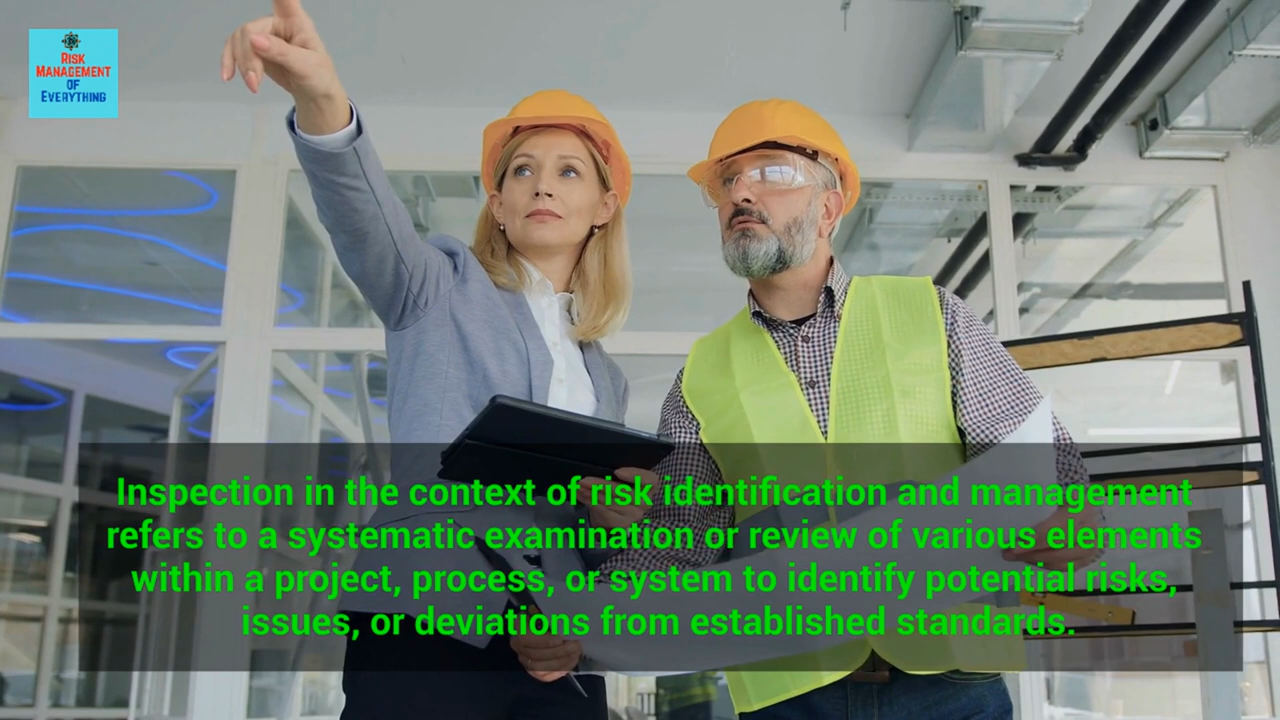 RISK
MANAGEMENT
OF
EVERYTHING
Inspection in the context of risk identification and management
refers to a systematic examination or review of various elements
within a project, process, or system to identify potential risks,
issues, or deviations from established standards.